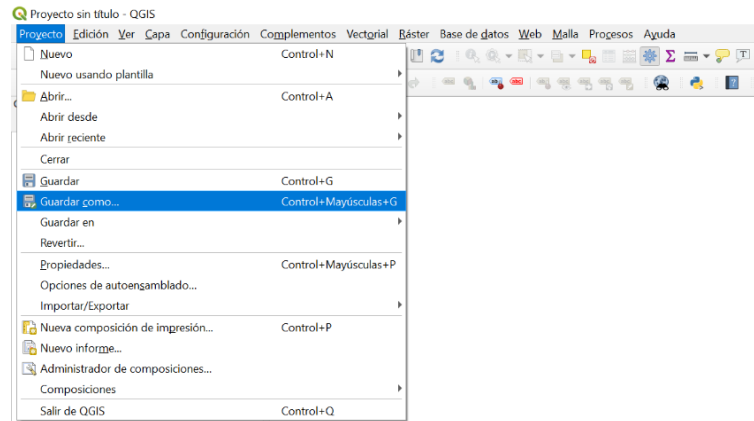 Proyecto sin título - QGIS
Proyecto Edición Ver Capa Configuración Complementos Vectorial Ráster Base de datos Web Malla Procesos Ayuda
Nuevo Control+N
Nuevo usando plantilla
Abrir... Control+A
Abrir desde
Abrir reciente
Cerrar
Guardar Control+G
Guardar como... Control+Mayúsculas+G
Guardar en
Revertir...
Propiedades... Control+Mayúsculas+P
Opciones de autoensamblado...
Importar/Exportar
Nueva composición de impresión... Control+P
Nuevo informe...
Administrador de composiciones...
Composiciones
Salir de QGIS Control+Q